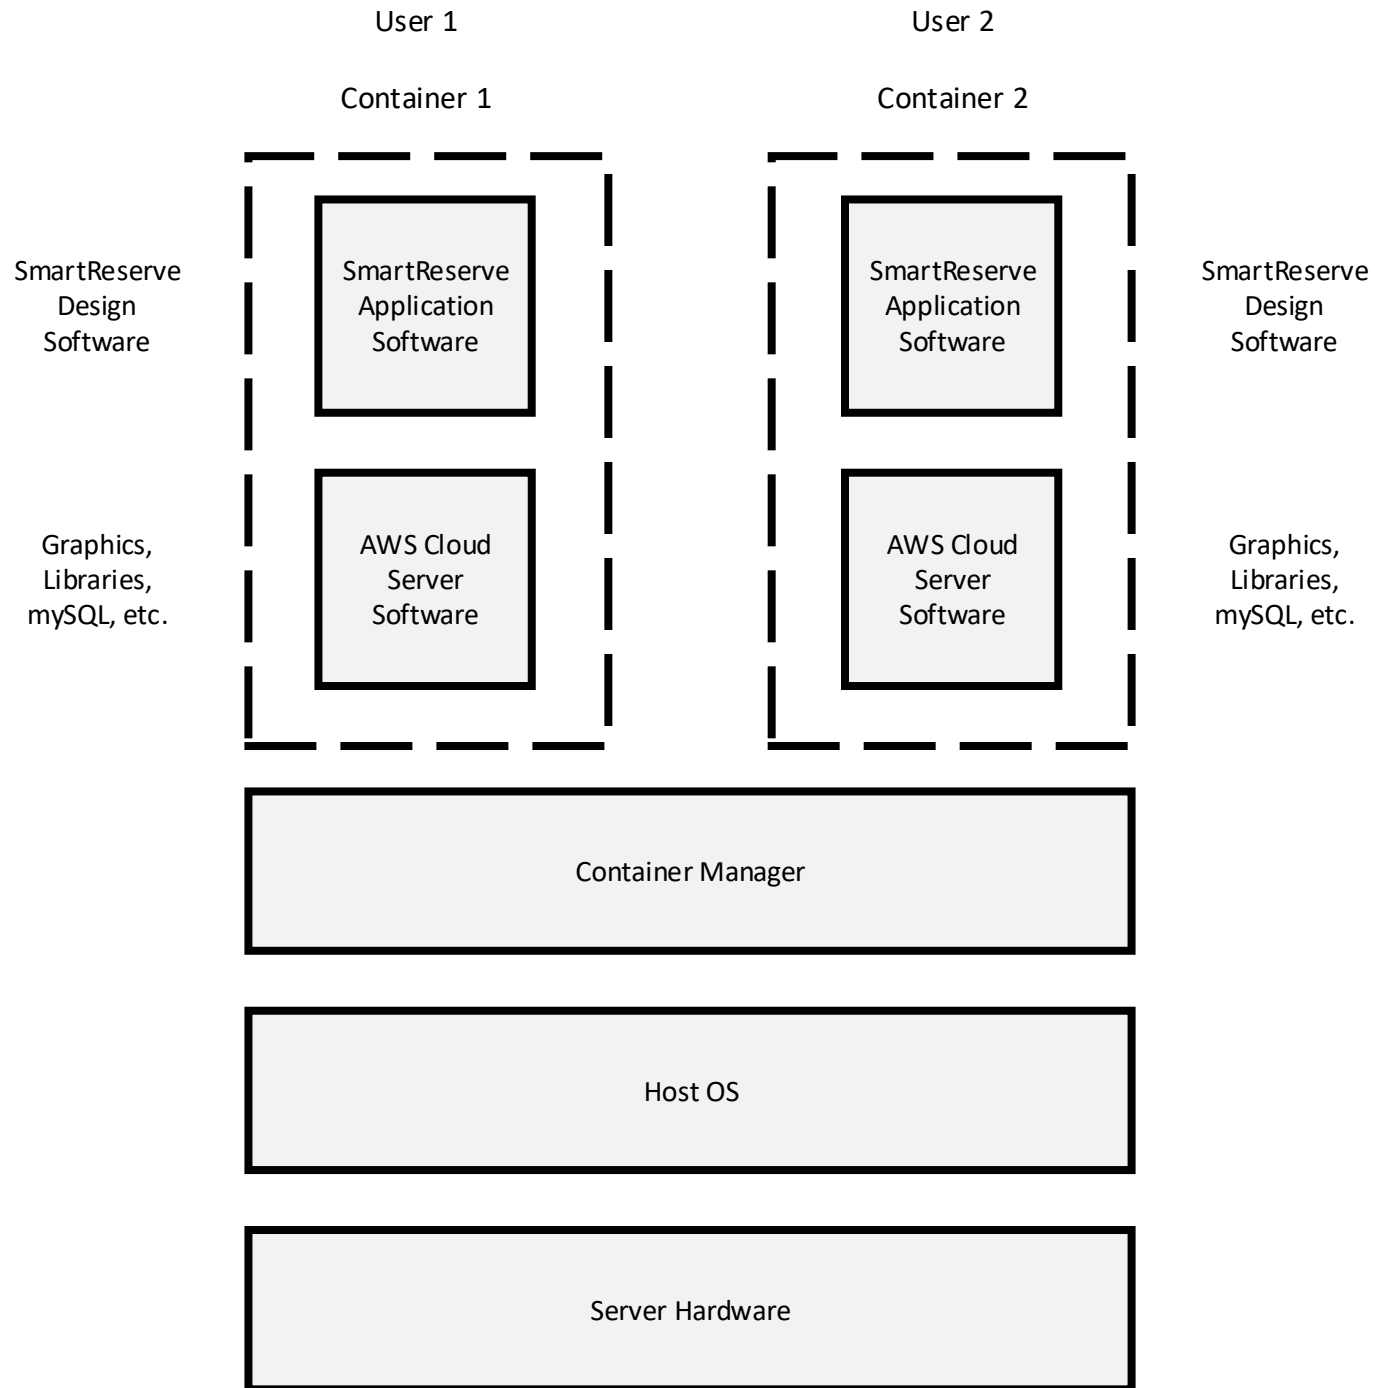 User 1
User 2
Container 1
Container 2
SmartReserve
Design
Software
SmartReserve
Application
Software
SmartReserve
Application
Software
SmartReserve
Design
Software
Graphics,
Libraries,
mySQL, etc.
AWS Cloud
Server
Software
AWS Cloud
Server
Software
Graphics,
Libraries,
mySQL, etc.
Container Manager
Host OS
Server Hardware